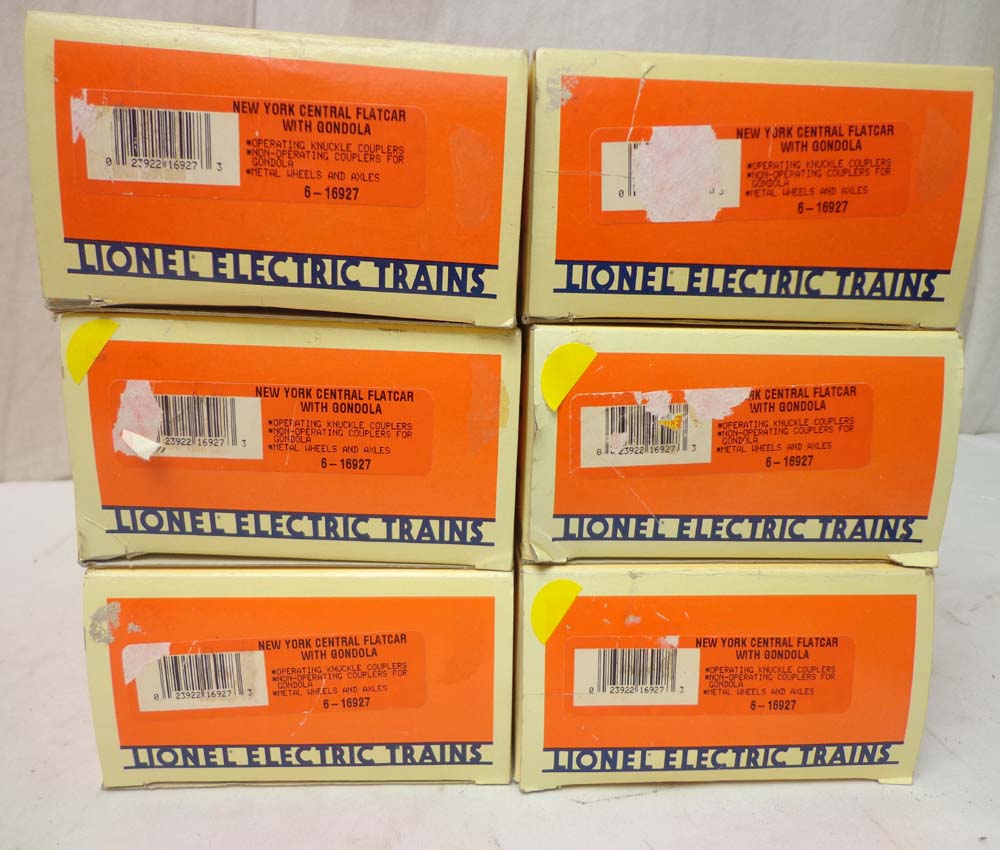 NEW YORK CENTRAL FLATCAR
WITH GONDOLA
*OPERATING KNUCKLE COUPLERS
*NON-OPERATING COUPLERS FOR
GONDOLA
*METAL WHEELS AND AXLES
6-16927
0 23922 16927 3
LIONEL ELECTRIC TRAINS
NEW YORK CENTRAL FLATCAR
WITH GONDOLA
*OPERATING KNUCKLE COUPLERS
*NON-OPERATING COUPLERS FOR
GONDOLA
*METAL WHEELS AND AXLES
6-16927
0 3
LIONEL ELECTRIC TRAINS
NEW YORK CENTRAL FLATCAR
WITH GONDOLA
*OPERATING KNUCKLE COUPLERS
*NON-OPERATING COUPLERS FOR
GONDOLA
*METAL WHEELS AND AXLES
6-16927
23922 16927 3
LIONEL ELECTRIC TRAINS
RK CENTRAL FLATCAR
WITH GONDOLA
*OPERATING KNUCKLE COUPLERS
*NON-OPERATING COUPLERS FOR
GONDOLA
*METAL WHEELS AND AXLES
6-16927
0 23922 16927 3
LIONEL ELECTRIC TRAINS
NEW YORK CENTRAL FLATCAR
WITH GONDOLA
*OPERATING KNUCKLE COUPLERS
*NON-OPERATING COUPLERS FOR
GONDOLA
*METAL WHEELS AND AXLES
6-16927
0 23922 16927 3
LIONEL ELECTRIC TRAINS
NEW YORK CENTRAL FLATCAR
WITH GONDOLA
*OPERATING KNUCKLE COUPLERS
*NON-OPERATING COUPLERS FOR
GONDOLA
*METAL WHEELS AND AXLES
6-16927
0 23922 16927 3
LIONEL ELECTRIC TRAINS